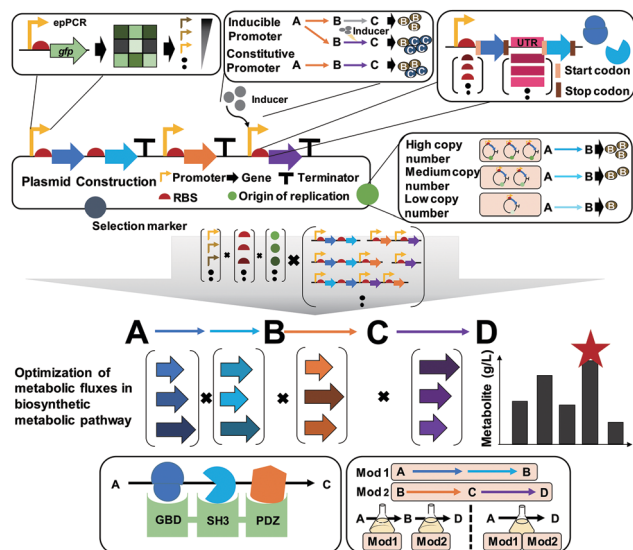 epPCR
gfp
Inducible
Promoter
Constitutive
Promoter
A B C B B B
Inducer
A B C B C B C C
Inducer
UTR
Start codon
Stop codon
Plasmid Construction
Promoter Gene Terminator
RBS Origin of replication
Selection marker
High copy
number
A B B B B
Medium copy
number
A B B B
Low copy
number
A B B
A B C D
Optimization of
metabolic fluxes in
biosynthetic
metabolic pathway
Metabolite (g/L)
A C
GBD SH3 PDZ
Mod 1 A B
Mod 2 B C D
A B D A D
Mod1 Mod2 Mod1 Mod2